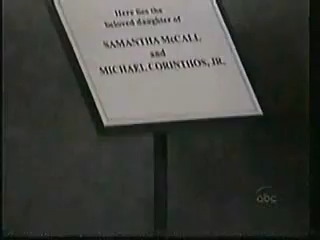 Here lies the
beloved daughter of
SAMANTHA McCALL
and
MICHAEL CORINTHOS, JR.
abc